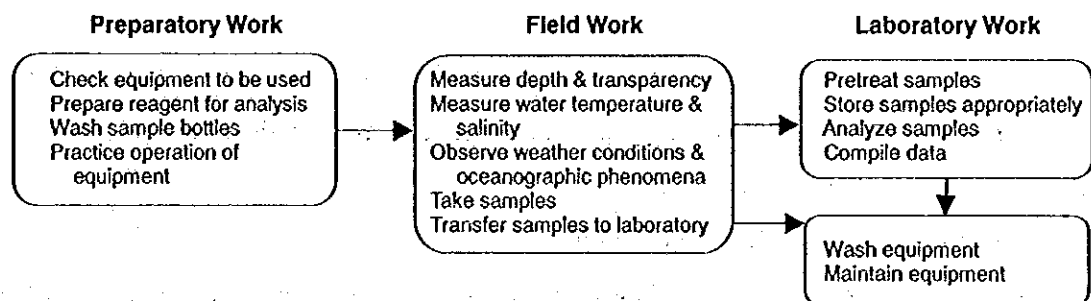 Preparatory Work
Check equipment to be used
Prepare reagent for analysis
Wash sample bottles
Practice operation of
equipment
Field Work
Measure depth & transparency
Measure water temperature &
salinity
Observe weather conditions &
oceanographic phenomena
Take samples
Transfer samples to laboratory
Laboratory Work
Pretreat samples
Store samples appropriately
Analyze samples
Compile data
Wash equipment
Maintain equipment